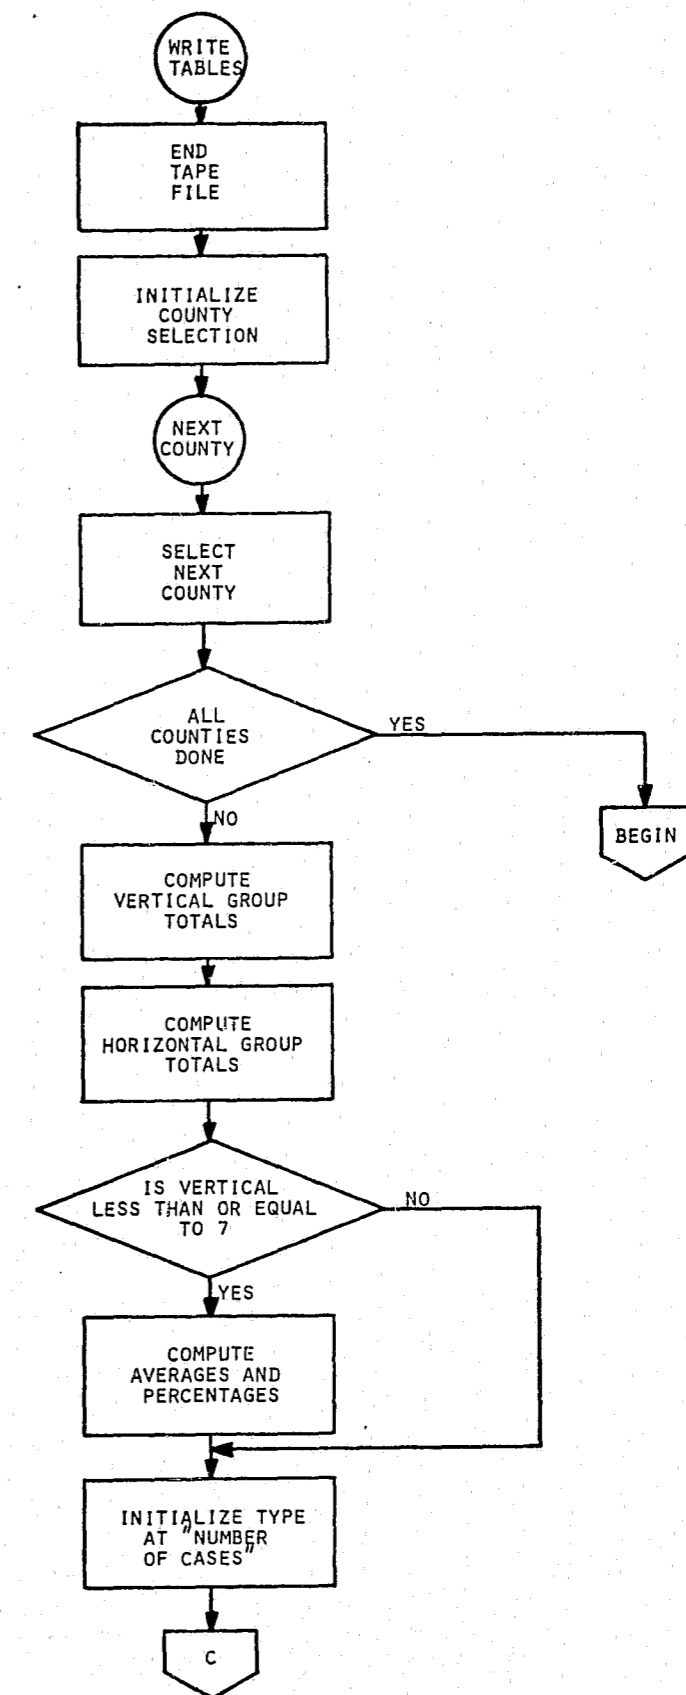 WRITE
TABLES
END
TAPE
FILE
INITIALIZE
COUNTY
SELECTION
NEXT
COUNTY
SELECT
NEXT
COUNTY
ALL
COUNTIES
DONE
YES
NO
BEGIN
COMPUTE
VERTICAL GROUP
TOTALS
COMPUTE
HORIZONTAL GROUP
TOTALS
IS VERTICAL
LESS THAN OR EQUAL
TO 7
NO
YES
COMPUTE
AVERAGES AND
PERCENTAGES
INITIALIZE TYPE
AT "NUMBER
OF CASES"
C